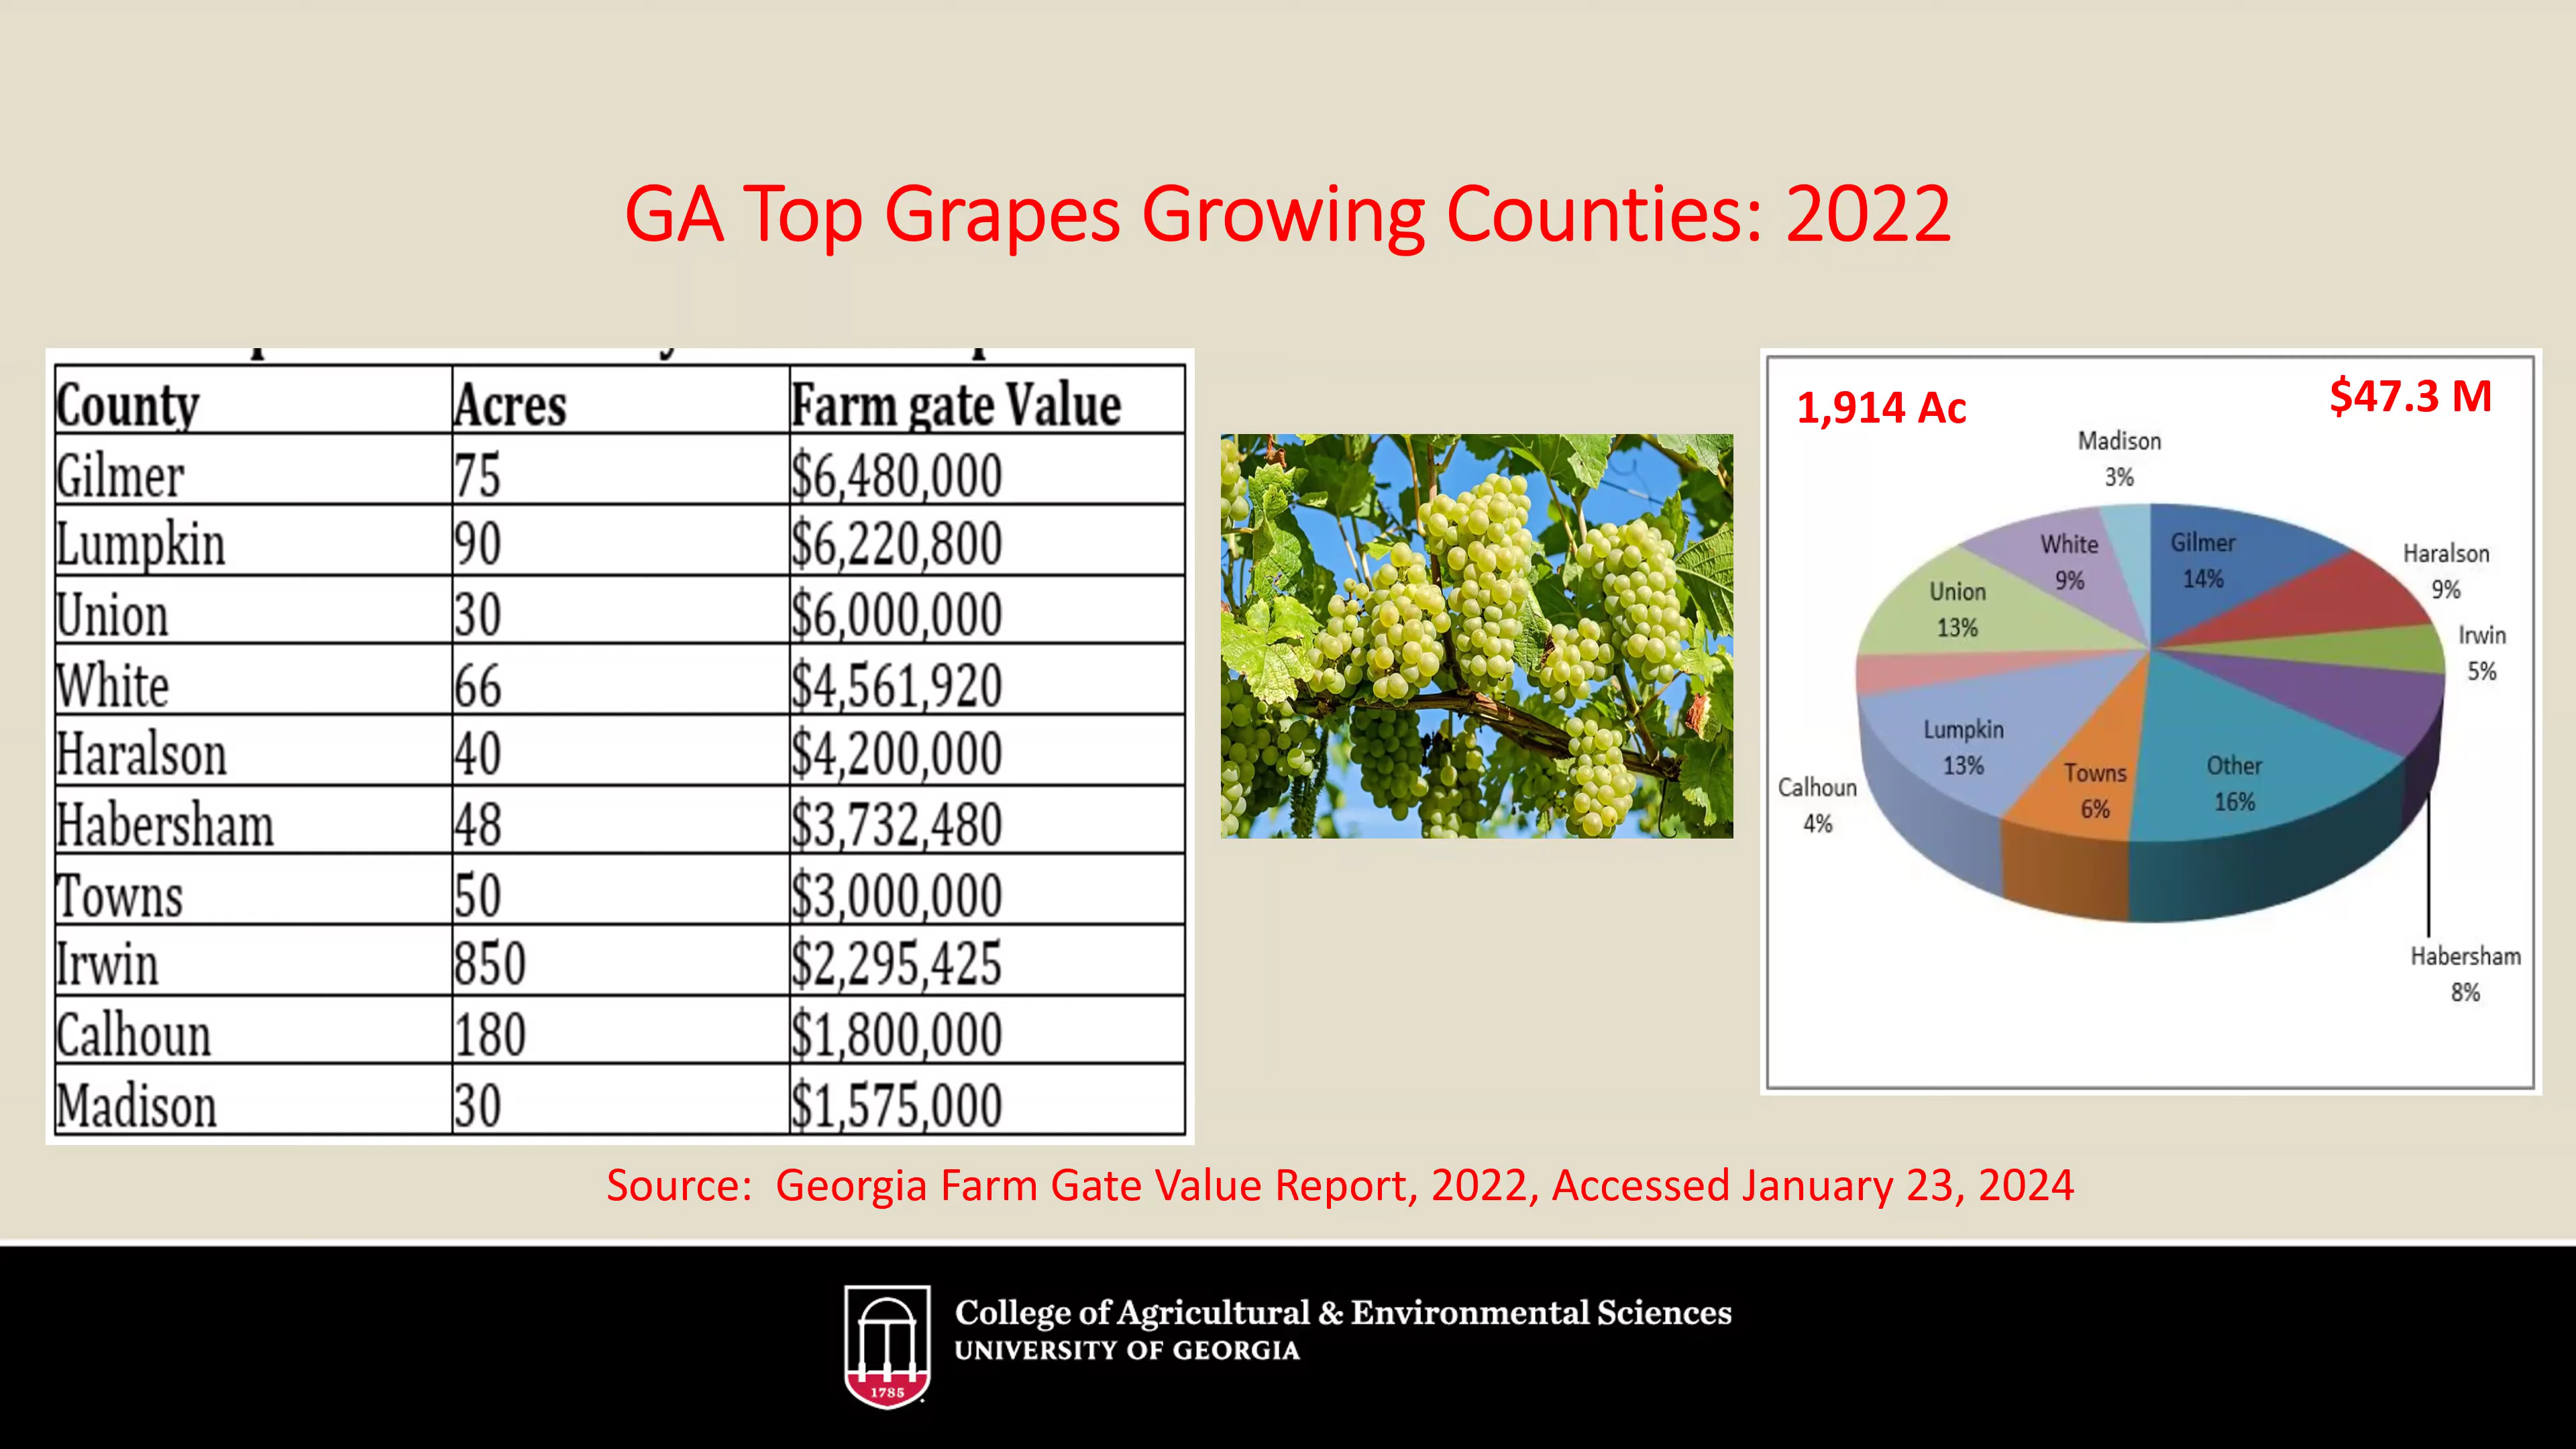 GA Top Grapes Growing Counties: 2022
County Acres Farm gate Value
Gilmer 75 $6,480,000
Lumpkin 90 $6,220,800
Union 30 $6,000,000
White 66 $4,561,920
Haralson 40 $4,200,000
Habersham 48 $3,732,480
Towns 50 $3,000,000
Irwin 850 $2,295,425
Calhoun 180 $1,800,000
Madison 30 $1,575,000
1,914 Ac
$47.3 M
Madison
3%
Gilmer
14%
Haralson
9%
Irwin
5%
Habersham
8%
Other
16%
Towns
6%
Lumpkin
13%
Calhoun
4%
Union
13%
White
9%
Source:  Georgia Farm Gate Value Report, 2022, Accessed January 23, 2024
College of Agricultural & Environmental Sciences
UNIVERSITY OF GEORGIA
1785